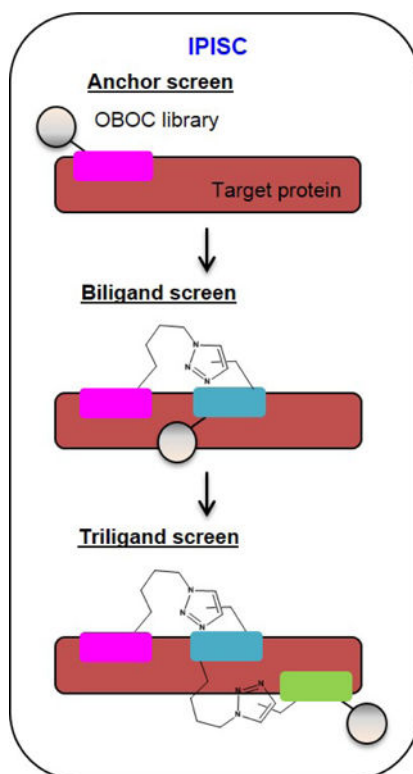 IPISC
Anchor screen
OBOC library
Target protein
Biligand screen
N
N
N
Triligand screen
N
N
N
N
N
N